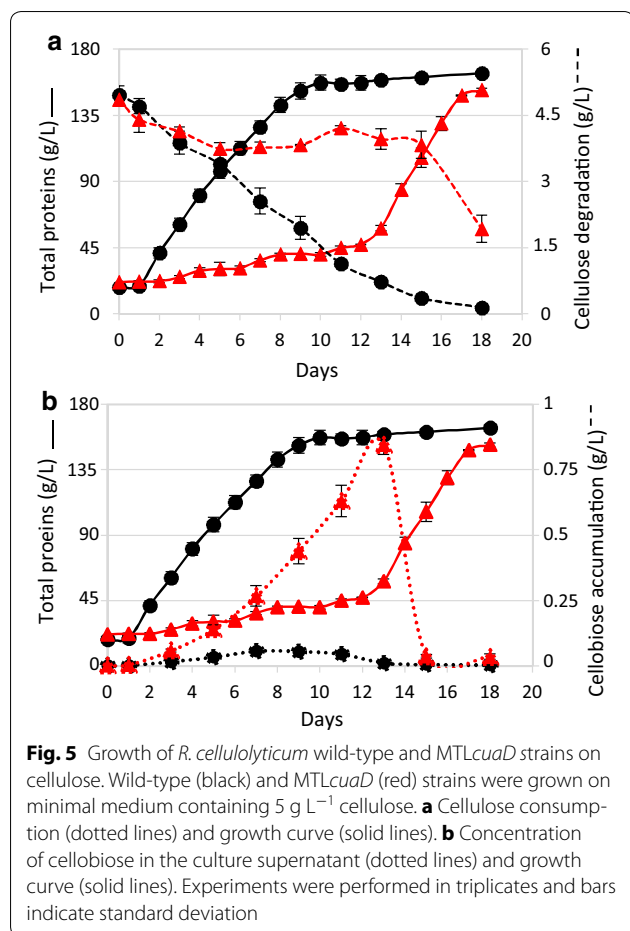 a
180
135
90
45
0
Total proteins (g/L)
6
4.5
3
1.5
0
Cellulose degradation (g/L)
0 2 4 6 8 10 12 14 16 18 20
Days
b
180
135
90
45
0
Total proeins (g/L)
1
0.75
0.5
0.25
0
Cellobiose accumulation (g/L)
0 2 4 6 8 10 12 14 16 18 20
Days
Fig. 5 Growth of R. cellulolyticum wild-type and MTLcuaD strains on
cellulose. Wild-type (black) and MTLcuaD (red) strains were grown on
minimal medium containing 5 g L⁻¹ cellulose. a Cellulose consump-
tion (dotted lines) and growth curve (solid lines). b Concentration
of cellobiose in the culture supernatant (dotted lines) and growth
curve (solid lines). Experiments were performed in triplicates and bars
indicate standard deviation